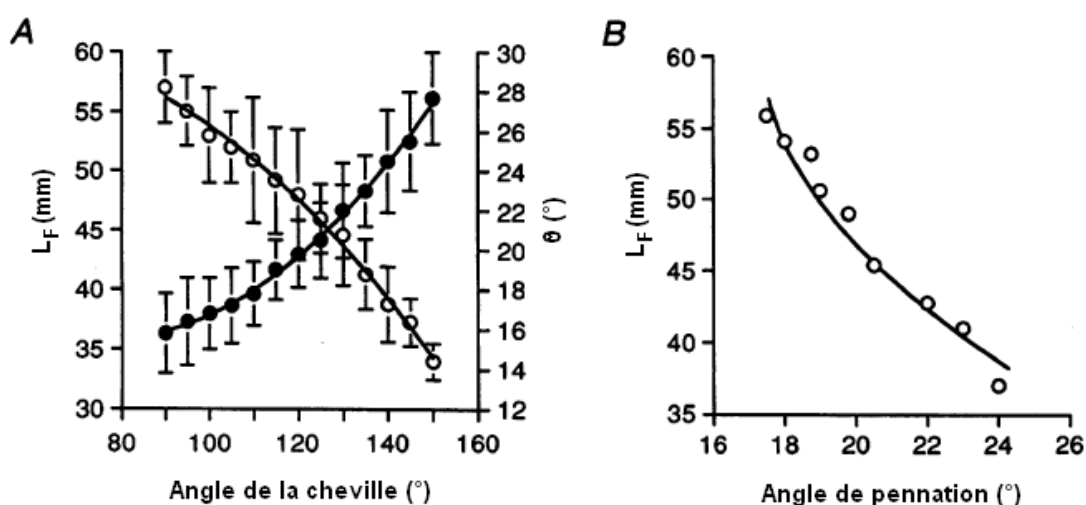 A
60
55
50
45
40
35
30
L_F (mm)
30
28
26
24
22
20
18
16
14
12
θ (°)
80 100 120 140 160
Angle de la cheville (°)
B
60
55
50
45
40
35
L_F (mm)
16 18 20 22 24 26
Angle de pennation (°)